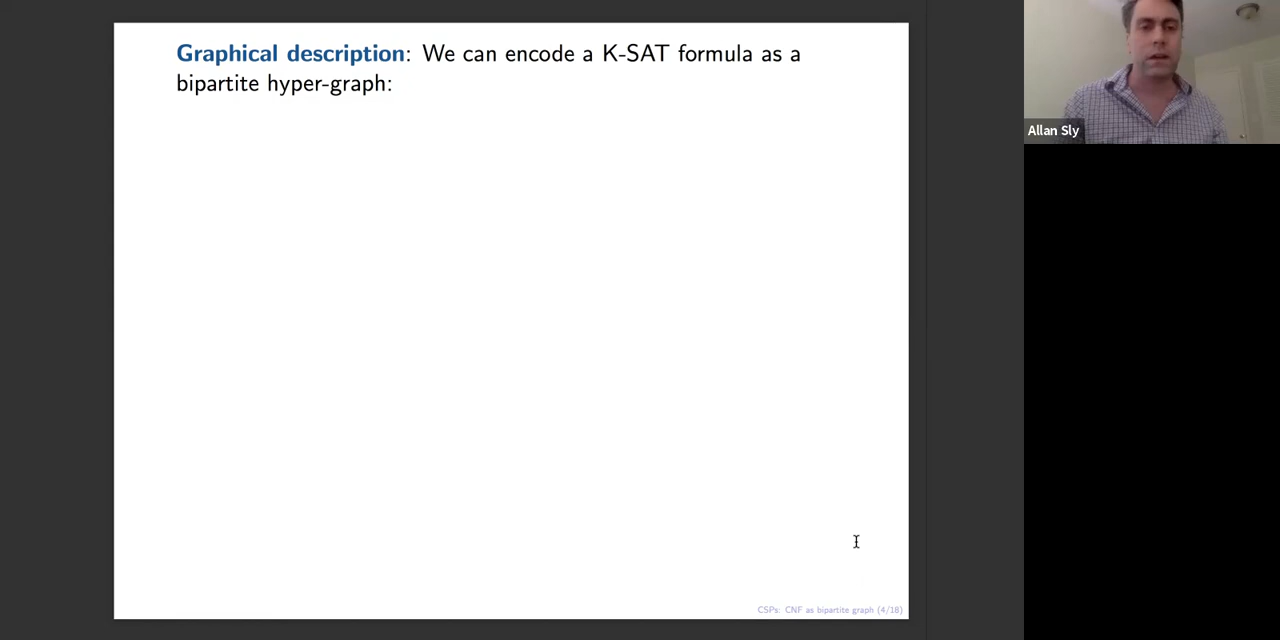 Graphical description: We can encode a K-SAT formula as a
bipartite hyper-graph:
Allan Sly
CSPs: CNF as bipartite graph (4/18)